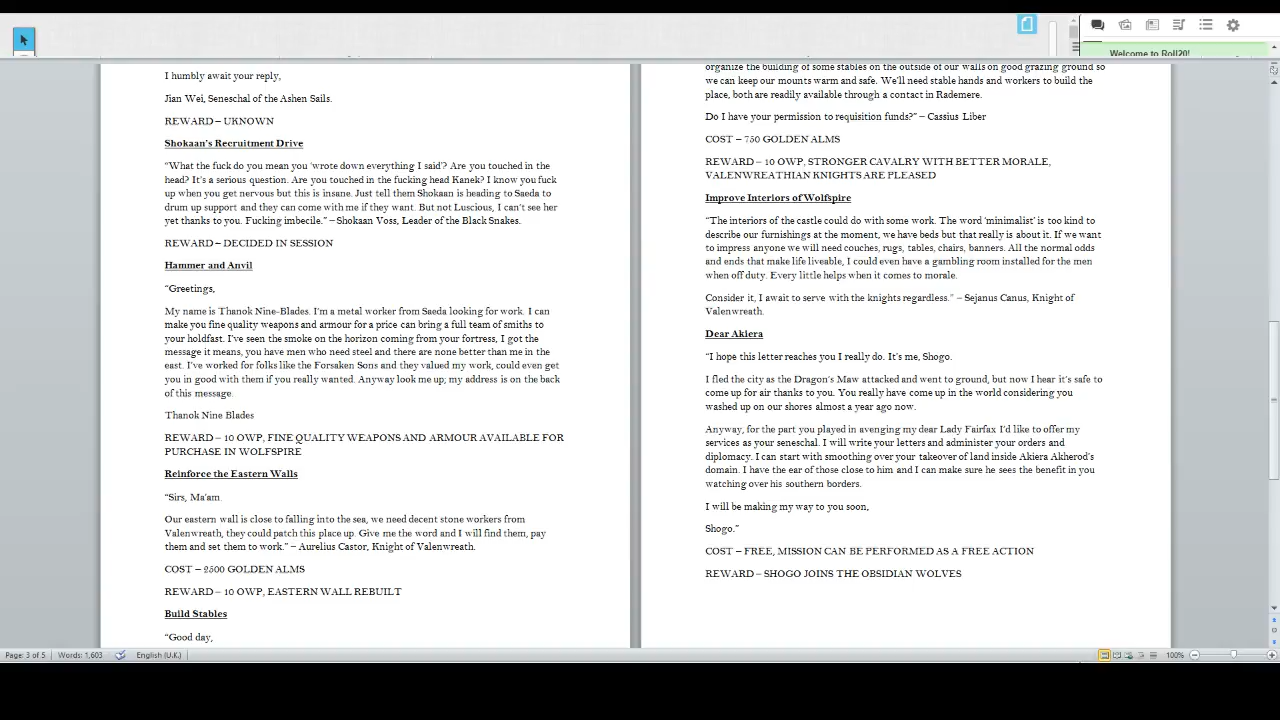 Welcome to Roll20!
I humbly await your reply,
Jian Wei, Seneschal of the Ashen Sails.
REWARD – UKNOWN
Shokaan's Recruitment Drive
"What the fuck do you mean you 'wrote down everything I said'? Are you touched in the
head? It's a serious question. Are you touched in the fucking head Kanek? I know you fuck
up when you get nervous but this is insane. Just tell them Shokaan is heading to Saeda to
drum up support and they can come with me if they want. But not Luscious, I can't see her
yet thanks to you. Fucking imbecile." – Shokaan Voss, Leader of the Black Snakes.
REWARD – DECIDED IN SESSION
Hammer and Anvil
"Greetings,
My name is Thanok Nine-Blades. I'm a metal worker from Saeda looking for work. I can
make you fine quality weapons and armour for a price can bring a full team of smiths to
your holdfast. I've seen the smoke on the horizon coming from your fortress, I got the
message it means, you have men who need steel and there are none better than me in the
east. I've worked for folks like the Forsaken Sons and they valued my work, could even get
you in good with them if you really wanted. Anyway look me up; my address is on the back
of this message.
Thanok Nine Blades
REWARD – 10 OWP, FINE QUALITY WEAPONS AND ARMOUR AVAILABLE FOR
PURCHASE IN WOLFSPIRE
Reinforce the Eastern Walls
"Sirs, Ma'am.
Our eastern wall is close to falling into the sea, we need decent stone workers from
Valenwreath, they could patch this place up. Give me the word and I will find them, pay
them and set them to work." – Aurelius Castor, Knight of Valenwreath.
COST – 2500 GOLDEN ALMS
REWARD – 10 OWP, EASTERN WALL REBUILT
Build Stables
"Good day,
organize the building of some stables on the outside of our walls on good grazing ground so
we can keep our mounts warm and safe. We'll need stable hands and workers to build the
place, both are readily available through a contact in Rademere.
Do I have your permission to requisition funds?" – Cassius Liber
COST – 750 GOLDEN ALMS
REWARD – 10 OWP, STRONGER CAVALRY WITH BETTER MORALE,
VALENWREATHIAN KNIGHTS ARE PLEASED
Improve Interiors of Wolfspire
"The interiors of the castle could do with some work. The word 'minimalist' is too kind to
describe our furnishings at the moment, we have beds but that really is about it. If we want
to impress anyone we will need couches, rugs, tables, chairs, banners. All the normal odds
and ends that make life liveable, I could even have a gambling room installed for the men
when off duty. Every little helps when it comes to morale.
Consider it, I await to serve with the knights regardless." – Sejanus Canus, Knight of
Valenwreath.
Dear Akiera
"I hope this letter reaches you I really do. It's me, Shogo.
I fled the city as the Dragon's Maw attacked and went to ground, but now I hear it's safe to
come up for air thanks to you. You really have come up in the world considering you
washed up on our shores almost a year ago now.
Anyway, for the part you played in avenging my dear Lady Fairfax I'd like to offer my
services as your seneschal. I will write your letters and administer your orders and
diplomacy. I can start with smoothing over your takeover of land inside Akiera Akherod's
domain. I have the ear of those close to him and I can make sure he sees the benefit in you
watching over his southern borders.
I will be making my way to you soon,
Shogo."
COST – FREE, MISSION CAN BE PERFORMED AS A FREE ACTION
REWARD – SHOGO JOINS THE OBSIDIAN WOLVES
Page: 3 of 5
Words: 1,603
English (U.K.)
100%